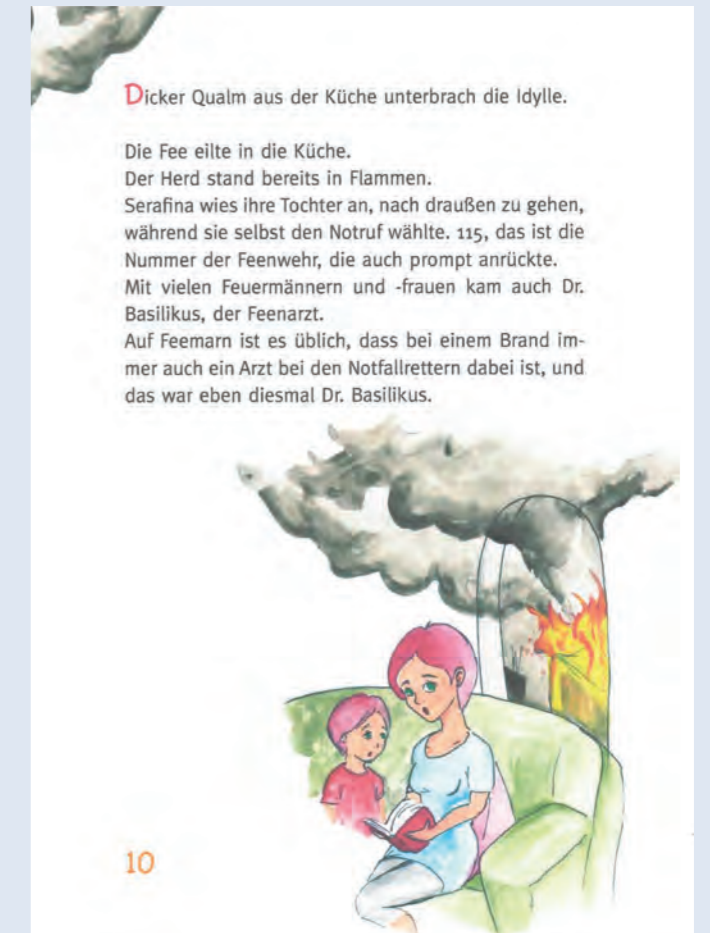 Dicker Qualm aus der Küche unterbrach die Idylle.
Die Fee eilte in die Küche.
Der Herd stand bereits in Flammen.
Serafina wies ihre Tochter an, nach draußen zu gehen,
während sie selbst den Notruf wählte. 115, das ist die
Nummer der Feenwehr, die auch prompt anrückte.
Mit vielen Feuermännern und -frauen kam auch Dr.
Basilikus, der Feenarzt.
Auf Feemarn ist es üblich, dass bei einem Brand im-
mer auch ein Arzt bei den Notfallrettern dabei ist, und
das war eben diesmal Dr. Basilikus.
10